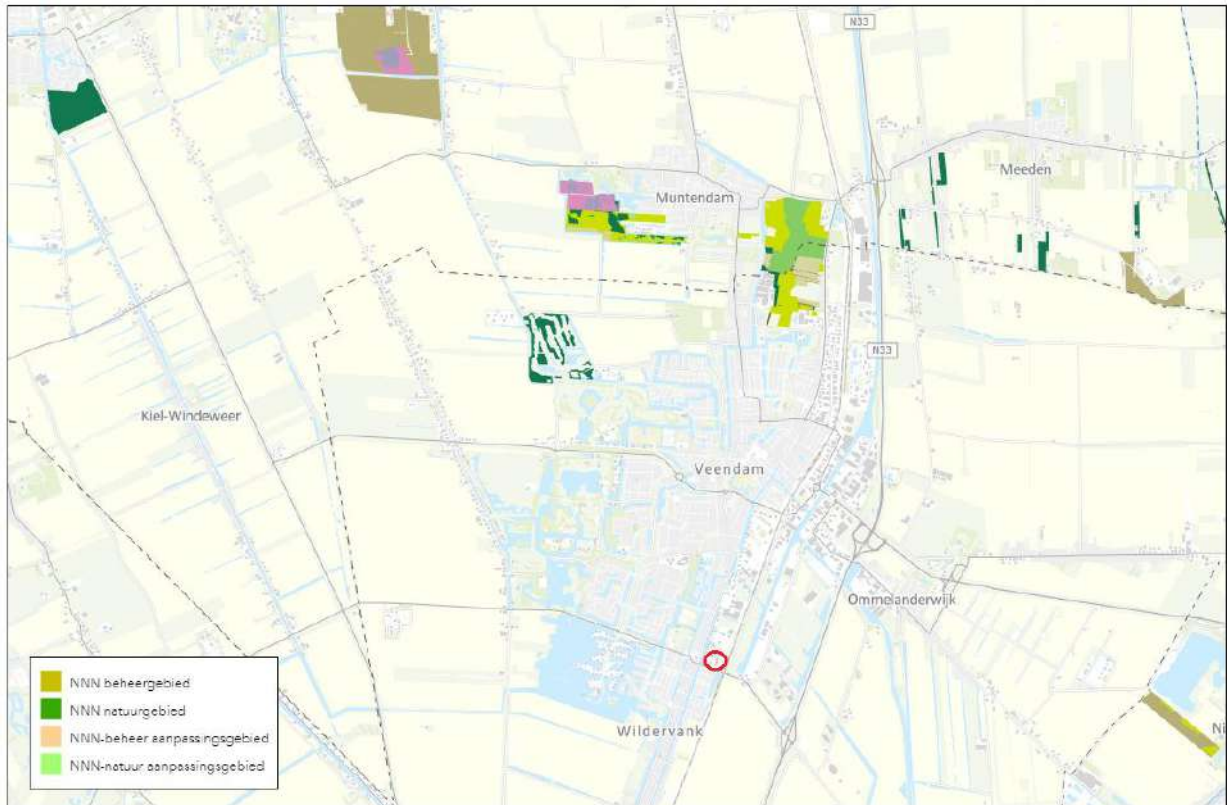 N33
Meeden
Muntendam
N33
Kiel-Windeweer
Veendam
Ommelanderwijk
Wildervank
Ni
NNN beheergebied
NNN natuurgebied
NNN-beheer aanpassingsgebied
NNN-natuur aanpassingsgebied